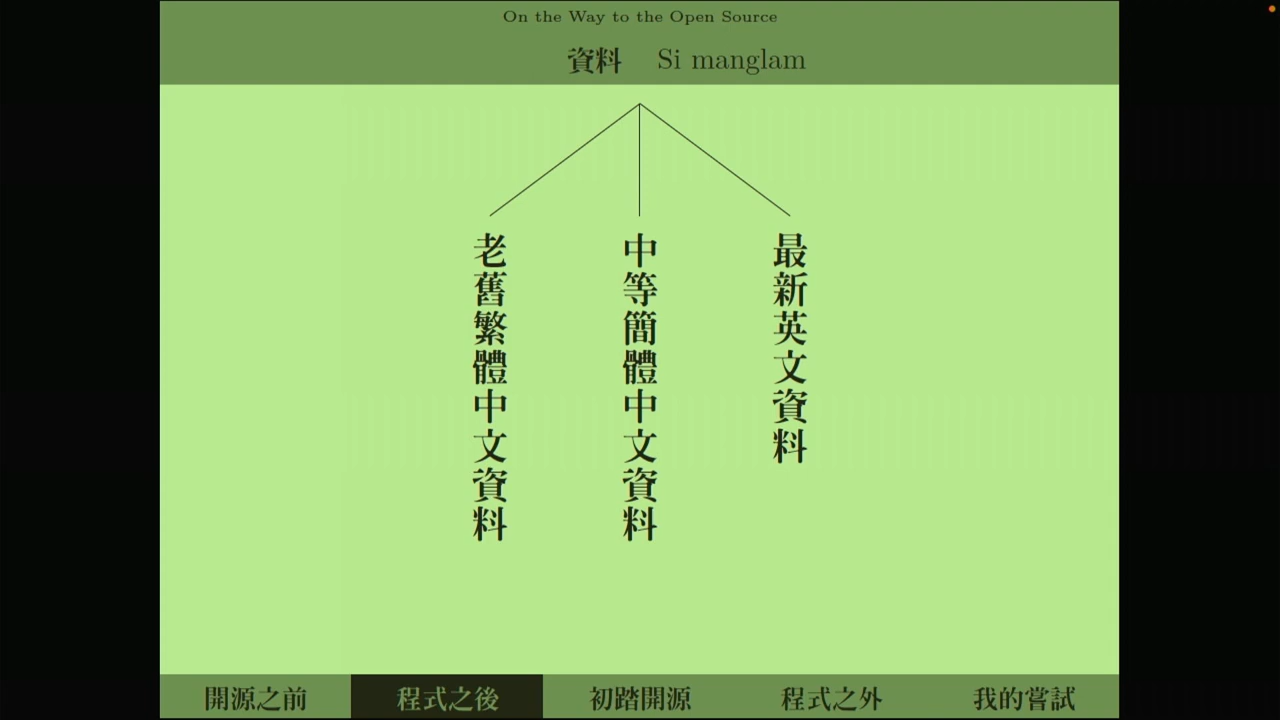 On the Way to the Open Source
資料 Si manglam
老舊繁體中文資料
中等簡體中文資料
最新英文資料
開源之前
程式之後
初踏開源
程式之外
我的嘗試